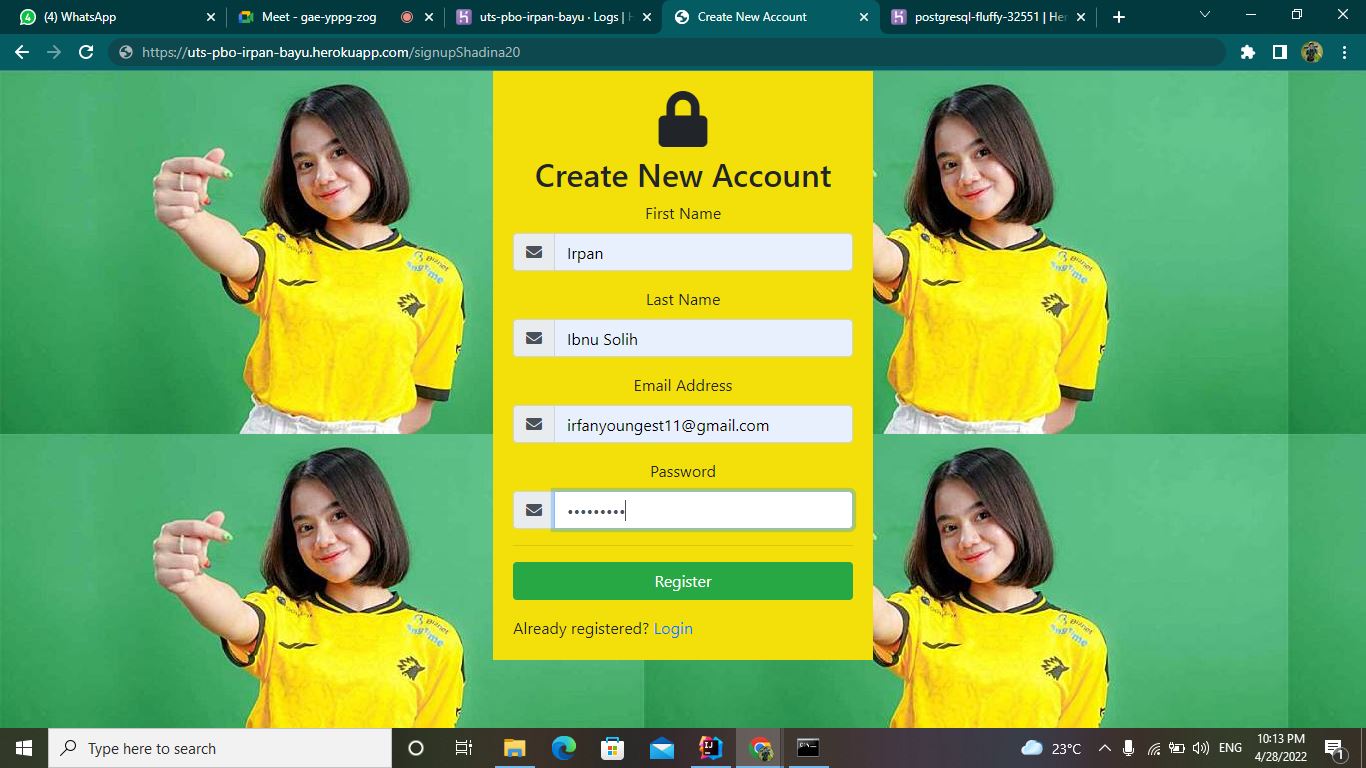 (4) WhatsApp
Meet - gae-yppg-zog
uts-pbo-irpan-bayu · Logs | H
Create New Account
postgresql-fluffy-32551 | Her
https://uts-pbo-irpan-bayu.herokuapp.com/signupShadina20
Create New Account
First Name
Irpan
Last Name
Ibnu Solih
Email Address
irfanyoungest11@gmail.com
Password
•••••••••
Register
Already registered? Login
Biznet
Type here to search
23°C
ENG
10:13 PM
4/28/2022
1